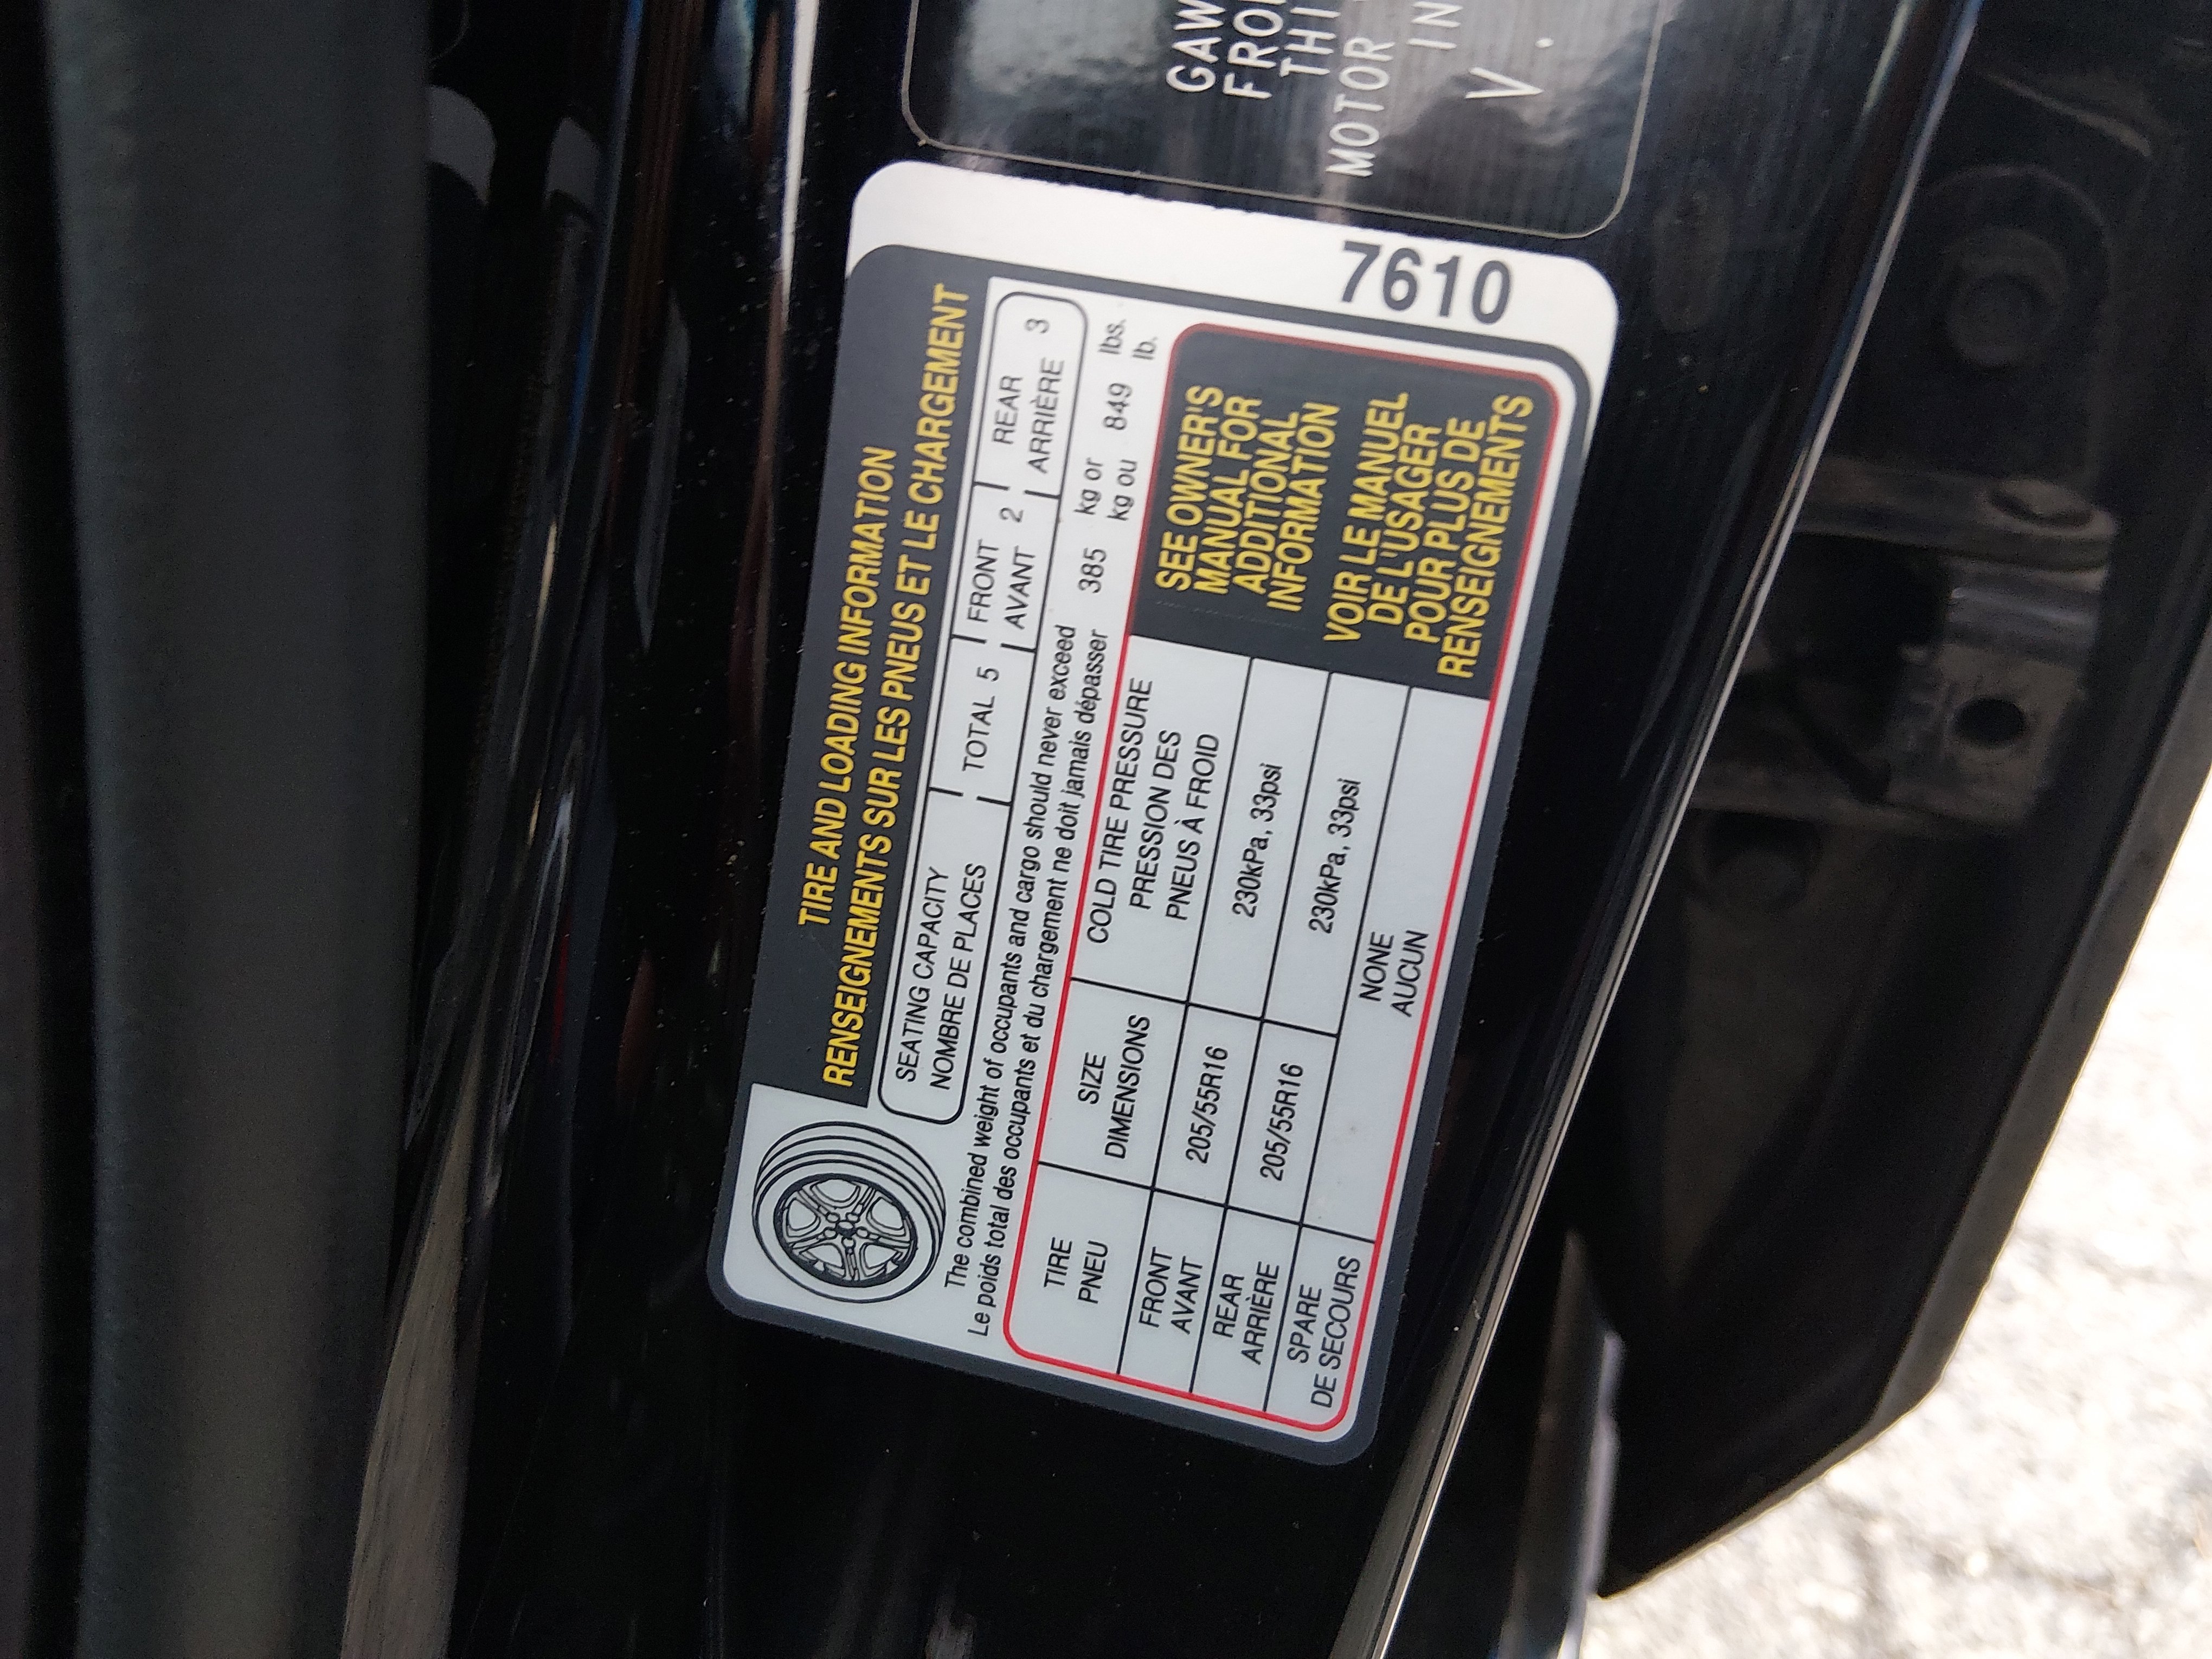 TIRE AND LOADING INFORMATION
RENSEIGNEMENTS SUR LES PNEUS ET LE CHARGEMENT
SEATING CAPACITY | TOTAL 5 | FRONT 2 | REAR 3
NOMBRE DE PLACES | AVANT | ARRIÈRE
The combined weight of occupants and cargo should never exceed 385 kg or 849 lbs.
Le poids total des occupants et du chargement ne doit jamais dépasser kg ou lb.
TIRE SIZE COLD TIRE PRESSURE
PNEU DIMENSIONS PRESSION DES
PNEUS À FROID
FRONT
AVANT 205/55R16 230kPa, 33psi
REAR
ARRIÈRE 205/55R16 230kPa, 33psi
SPARE NONE
DE SECOURS AUCUN
SEE OWNER'S
MANUAL FOR
ADDITIONAL
INFORMATION
VOIR LE MANUEL
DE L'USAGER
POUR PLUS DE
RENSEIGNEMENTS
7610
GAW
FRO
THI
MOTOR
IN
V.